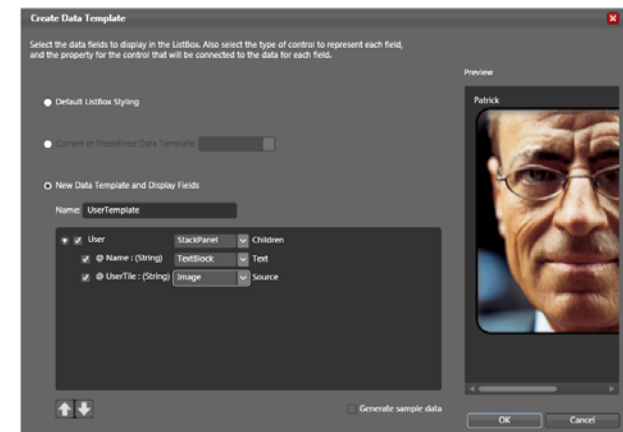 Create Data Template
Select the data fields to display in the ListBox. Also select the type of control to represent each field,
and the property for the control that will be connected to the data for each field.
Preview
Default ListBox Styling
Patrick
Current or Predefined Data Template:
New Data Template and Display Fields
Name: UserTemplate
User StackPanel Children
@ Name : (String) TextBlock Text
@ UserTile : (String) Image Source
Generate sample data
OK Cancel